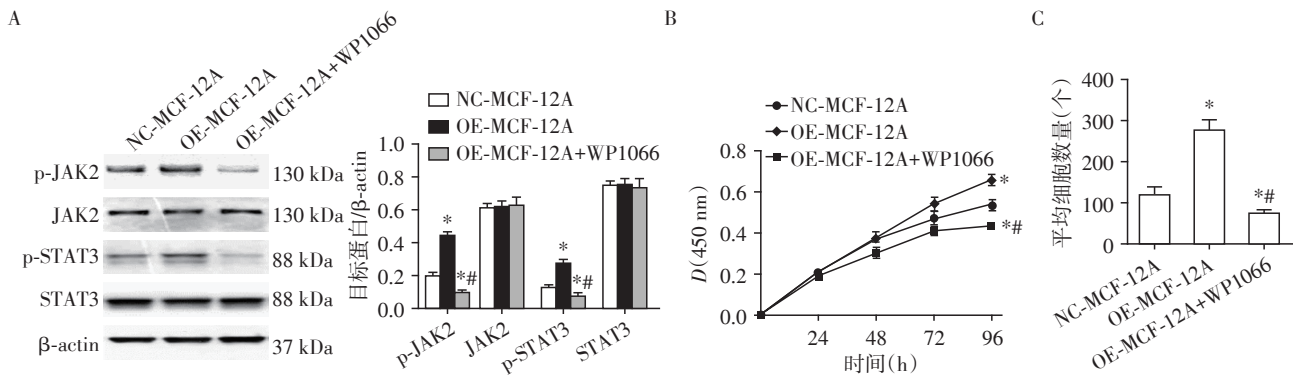 A
NC-MCF-12A
OE-MCF-12A
OE-MCF-12A+WP1066
p-JAK2
130 kDa
JAK2
130 kDa
p-STAT3
88 kDa
STAT3
88 kDa
β-actin
37 kDa
NC-MCF-12A
OE-MCF-12A
OE-MCF-12A+WP1066
目标蛋白/β-actin
1.0
0.8
0.6
0.4
0.2
0.0
*
*#
*
*#
p-JAK2
JAK2
p-STAT3
STAT3
B
NC-MCF-12A
OE-MCF-12A
OE-MCF-12A+WP1066
D(450 nm)
0.8
0.6
0.4
0.2
0.0
*
*#
24
48
72
96
时间(h)
C
平均细胞数量(个)
400
300
200
100
0
*
*#
NC-MCF-12A
OE-MCF-12A
OE-MCF-12A+WP1066